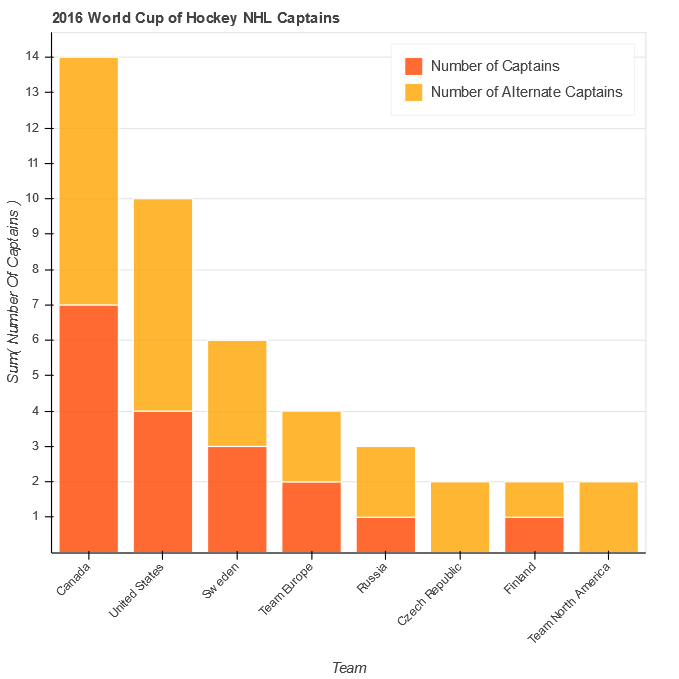 2016 World Cup of Hockey NHL Captains
Number of Captains
Number of Alternate Captains
Sum( Number Of Captains )
14
13
12
11
10
9
8
7
6
5
4
3
2
1
Canada
United States
Sweden
Team Europe
Russia
Czech Republic
Finland
Team North America
Team